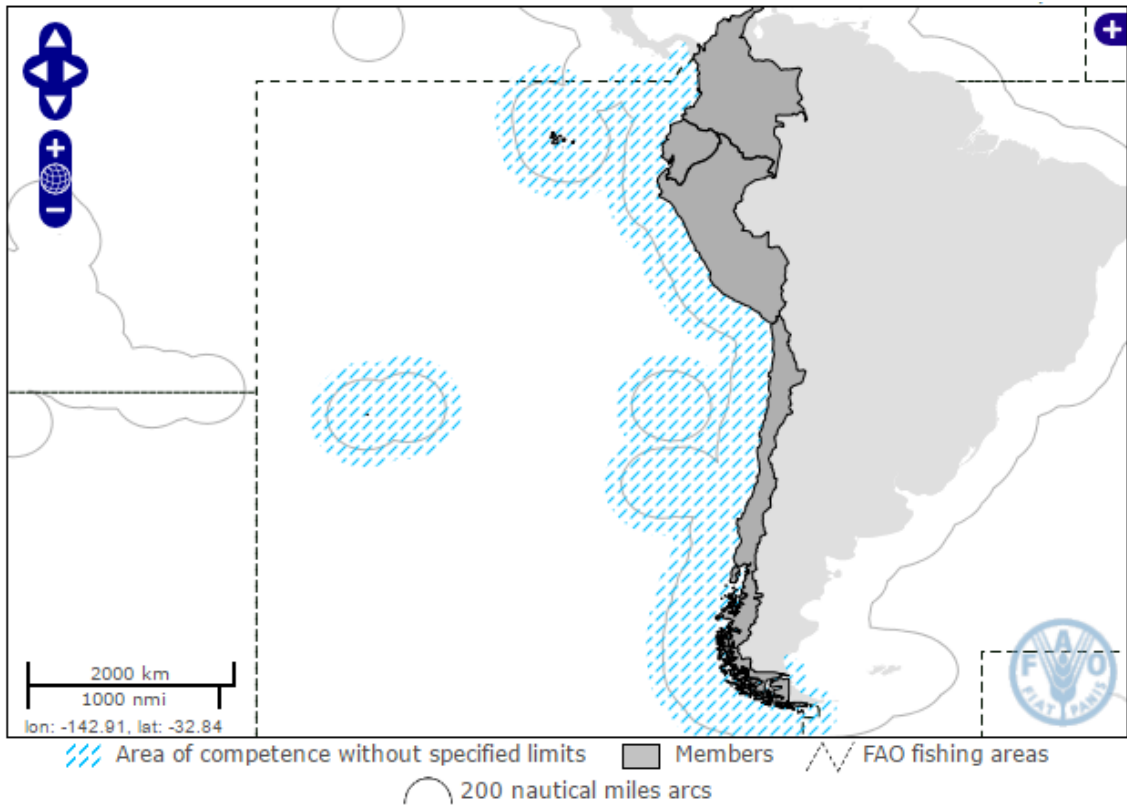 2000 km
1000 nmi
lon: -142.91, lat: -32.84
F A O
FIAT PANIS
Area of competence without specified limits Members FAO fishing areas
200 nautical miles arcs